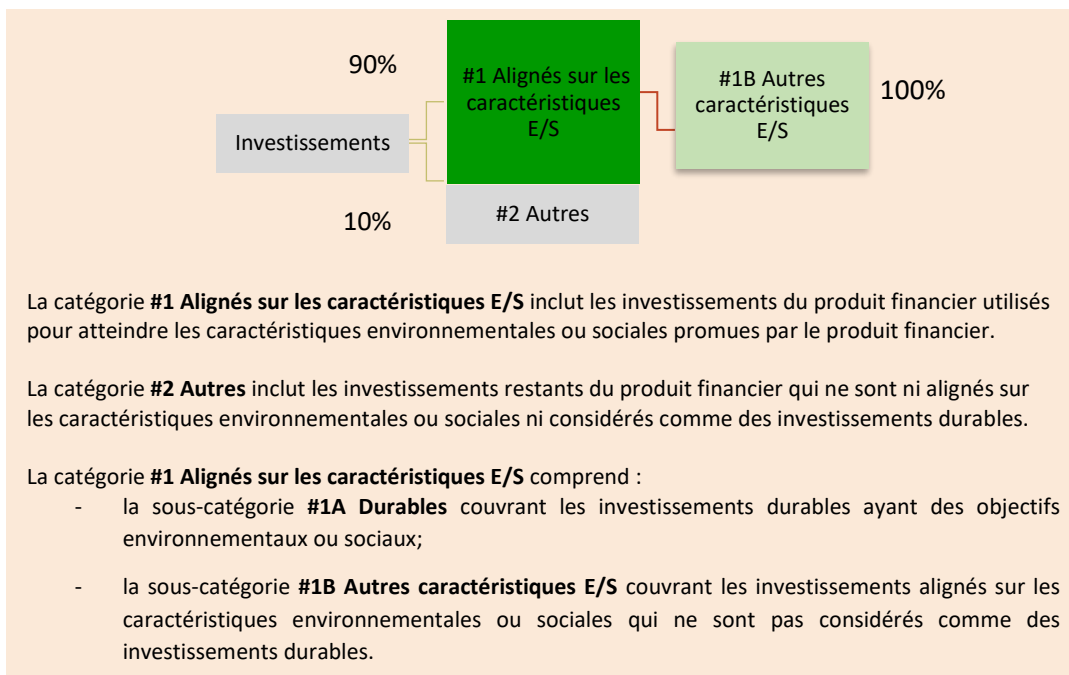 90%
#1 Alignés sur les
caractéristiques
E/S
#1B Autres
caractéristiques
E/S
100%
Investissements
10%
#2 Autres
La catégorie #1 Alignés sur les caractéristiques E/S inclut les investissements du produit financier utilisés
pour atteindre les caractéristiques environnementales ou sociales promues par le produit financier.
La catégorie #2 Autres inclut les investissements restants du produit financier qui ne sont ni alignés sur
les caractéristiques environnementales ou sociales ni considérés comme des investissements durables.
La catégorie #1 Alignés sur les caractéristiques E/S comprend :
- la sous-catégorie #1A Durables couvrant les investissements durables ayant des objectifs
environnementaux ou sociaux;
- la sous-catégorie #1B Autres caractéristiques E/S couvrant les investissements alignés sur les
caractéristiques environnementales ou sociales qui ne sont pas considérés comme des
investissements durables.